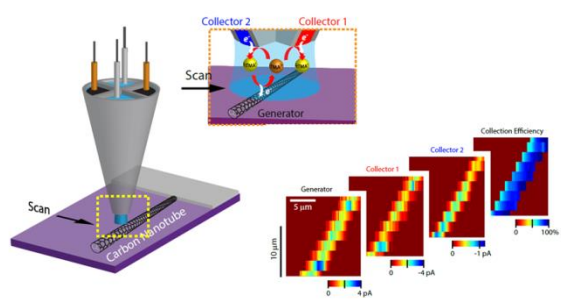 Collector 2
Collector 1
Scan
Generator
Scan
Carbon Nanotube
Collection Efficiency
Collector 2
Collector 1
Generator
5 μm
10 μm
0
100%
0
-1 pA
0
-4 pA
0
4 pA